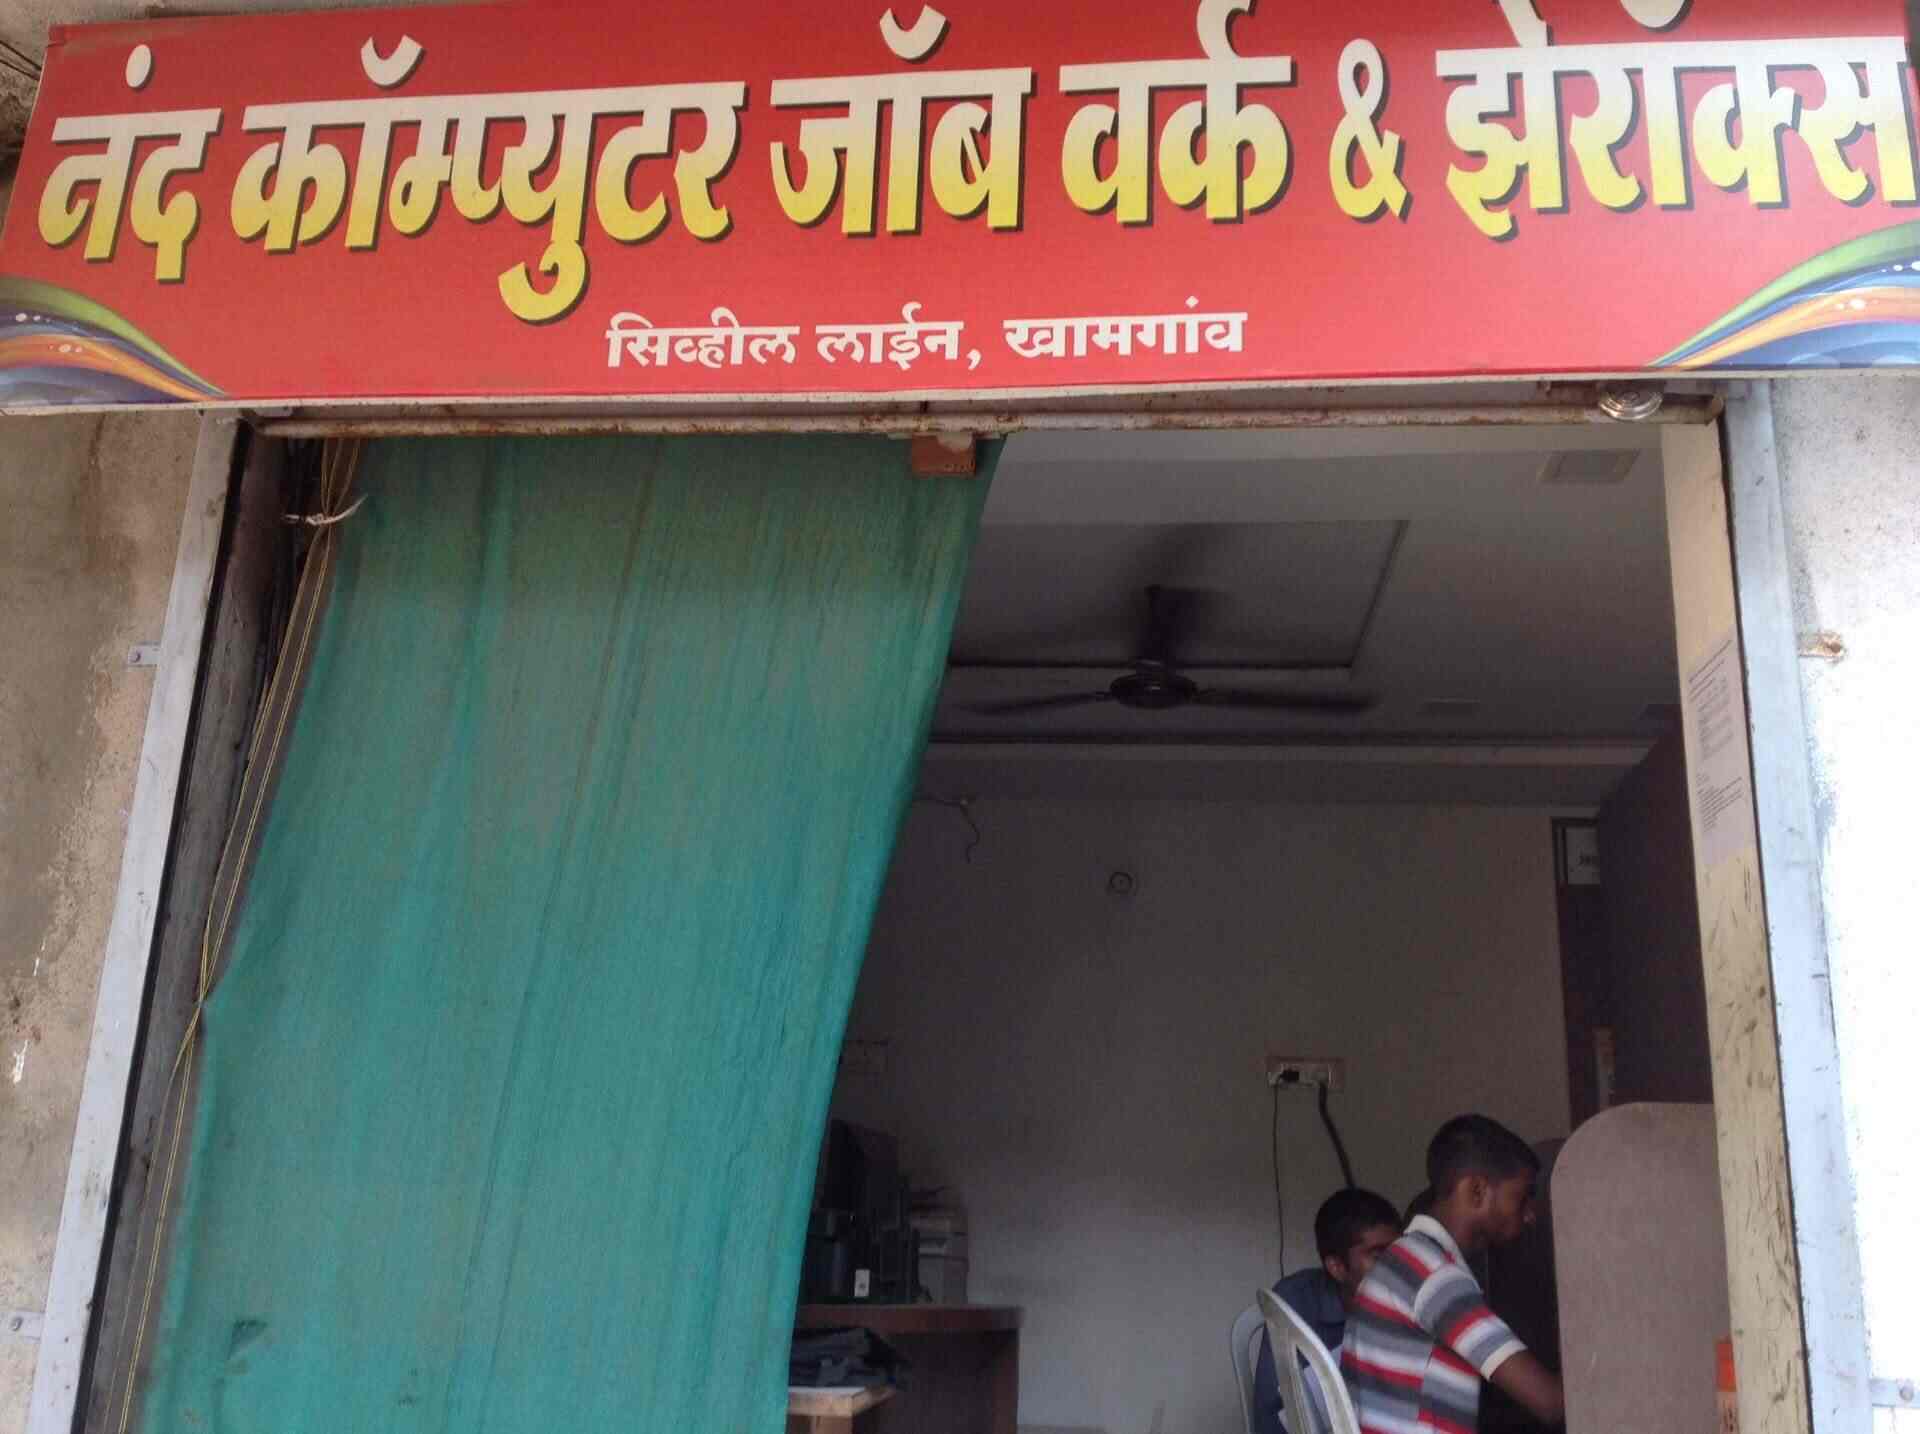 नंद कॉम्प्युटर जॉब वर्क & झेरॉक्स
सिव्हील लाईन, खामगांव